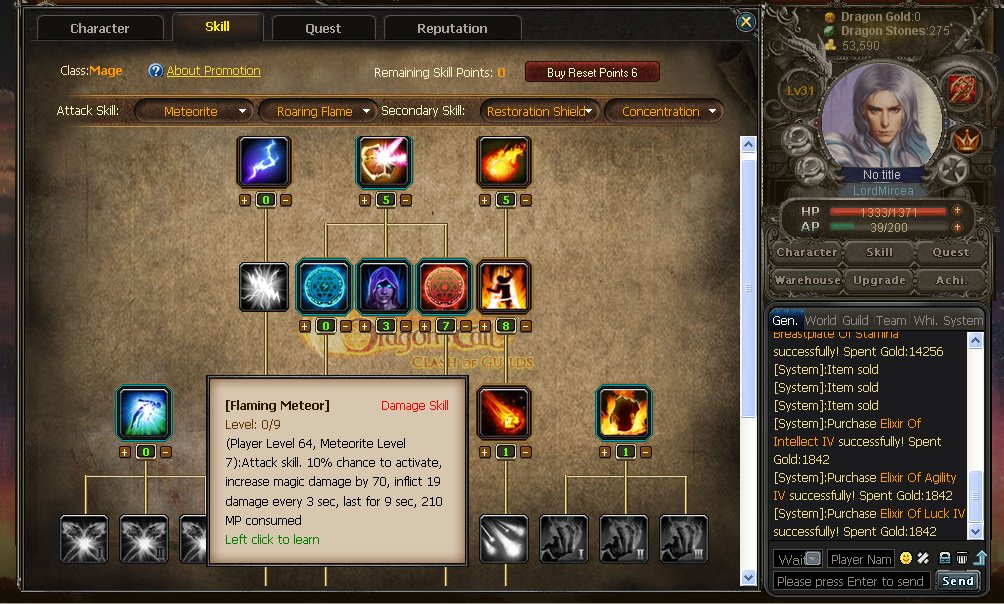 Character
Skill
Quest
Reputation
Class:Mage
? About Promotion
Remaining Skill Points: 0
Buy Reset Points 6
Attack Skill:
Meteorite
Roaring Flame
Secondary Skill:
Restoration Shield
Concentration
0
5
5
0
3
7
8
Dragon
CLASH OF GUILDS
0
1
1
[Flaming Meteor]
Damage Skill
Level: 0/9
(Player Level 64, Meteorite Level
7):Attack skill. 10% chance to activate,
increase magic damage by 70, inflict 19
damage every 3 sec, last for 9 sec, 210
MP consumed
Left click to learn
I
II
I
II
III
Dragon Gold:0
Dragon Stones:275
53,590
Lv31
No title
LordMircea
HP 1333/1371
AP 39/200
Character
Skill
Quest
Warehouse
Upgrade
Achi.
Gen.
World
Guild
Team
Whi.
System
Breastplate Of Stamina
successfully! Spent Gold:14256
[System]:Item sold
[System]:Item sold
[System]:Item sold
[System]:Purchase Elixir Of
Intellect IV successfully! Spent
Gold:1842
[System]:Purchase Elixir Of Agility
IV successfully! Spent Gold:1842
[System]:Purchase Elixir Of Luck IV
successfully! Spent Gold:1842
Player Nam
Please press Enter to send
Send